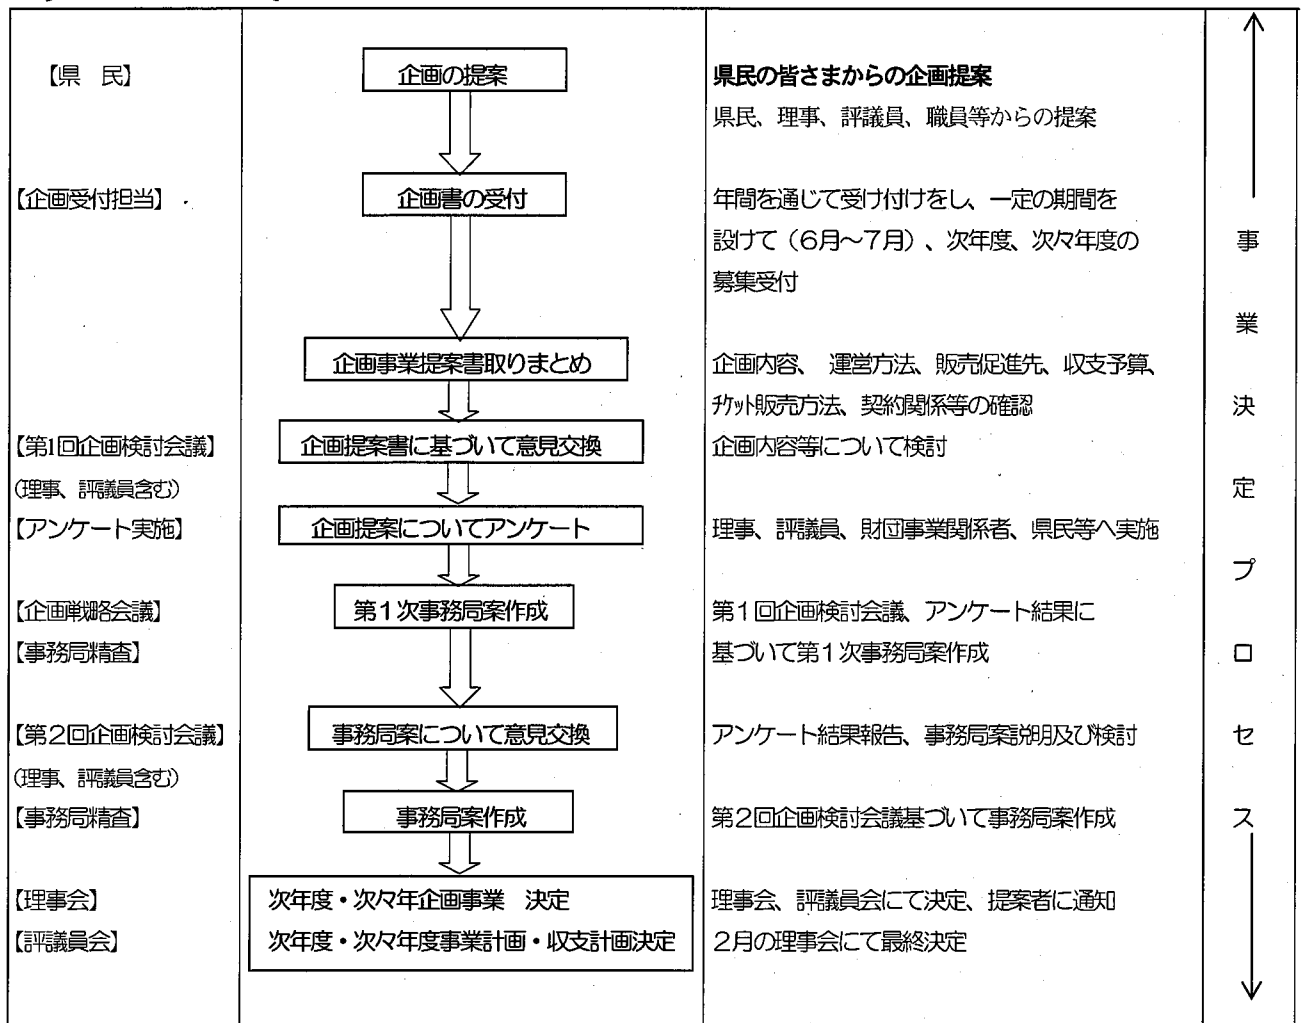 【県　民】 企画の提案 県民の皆さまからの企画提案
県民、理事、評議員、職員等からの提案
【企画受付担当】 企画書の受付 年間を通じて受け付けをし、一定の期間を
設けて（６月～７月）、次年度、次々年度の
募集受付
企画事業提案書取りまとめ 企画内容、 運営方法、販売促進先、収支予算、
ﾁｹｯﾄ販売方法、契約関係等の確認
【第1回企画検討会議】 企画提案書に基づいて意見交換 企画内容等について検討
(理事、評議員含む)
【アンケート実施】 企画提案についてアンケート 理事、評議員、財団事業関係者、県民等へ実施
【企画戦略会議】 第１次事務局案作成 第１回企画検討会議、アンケート結果に
【事務局精査】 基づいて第１次事務局案作成
【第２回企画検討会議】 事務局案について意見交換 アンケート結果報告、事務局案説明及び検討
(理事、評議員含む)
【事務局精査】 事務局案作成 第２回企画検討会議基づいて事務局案作成
【理事会】 次年度・次々年企画事業　決定 理事会、評議員会にて決定、提案者に通知
【評議員会】 次年度・次々年度事業計画・収支計画決定 ２月の理事会にて最終決定
事業決定プロセス